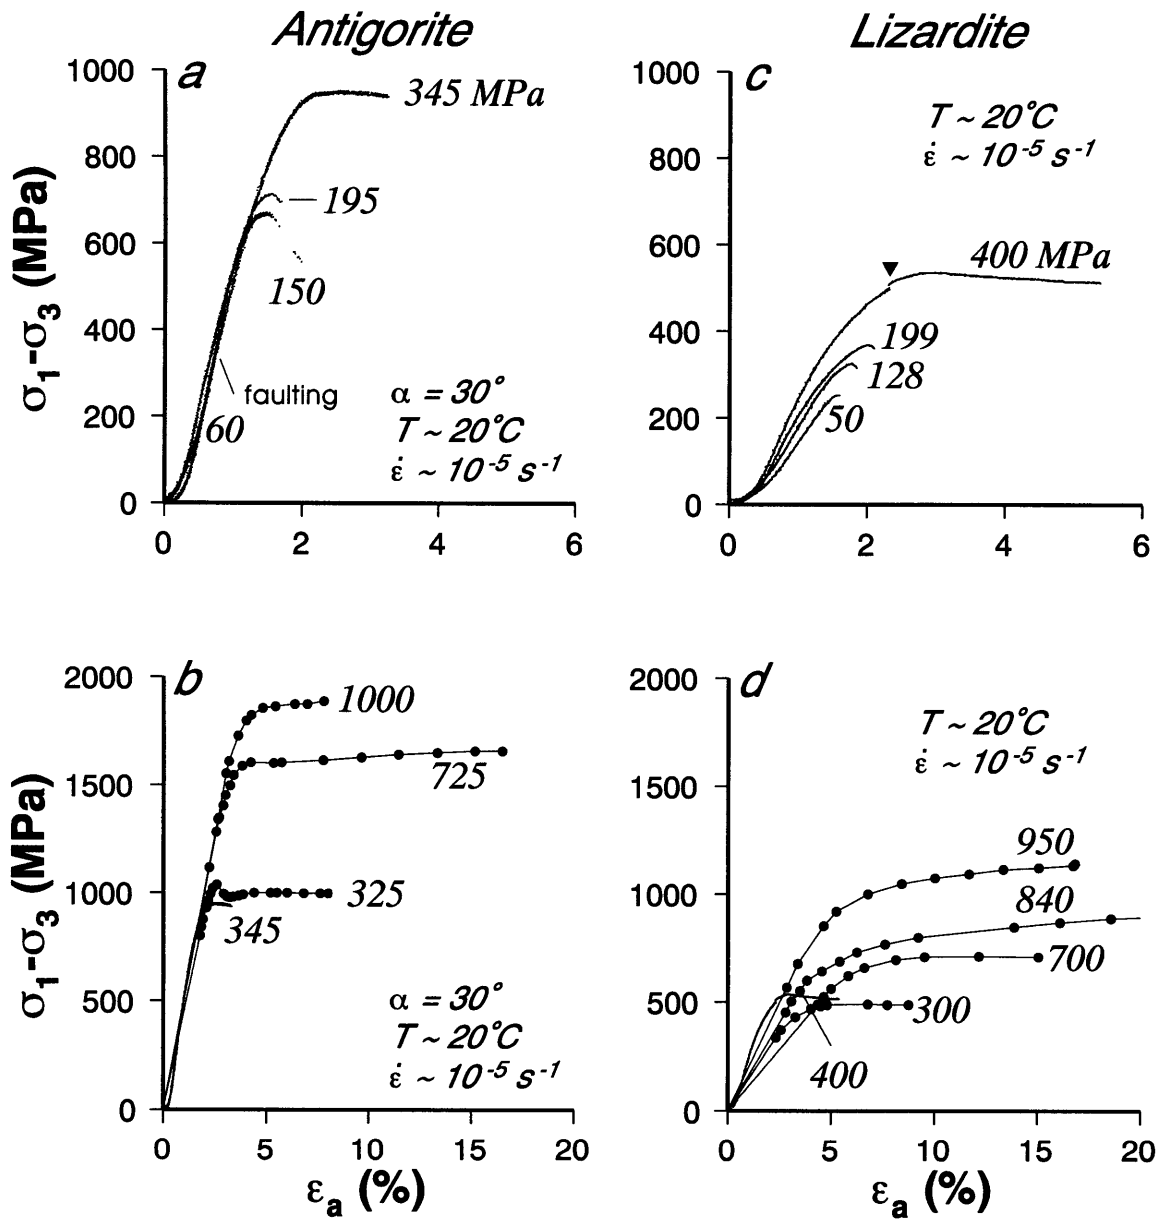 Antigorite
Lizardite
a
1000
800
600
400
200
0
0 2 4 6
σ1-σ3 (MPa)
345 MPa
195
150
faulting
60
α = 30°
T ~ 20°C
ε̇ ~ 10⁻⁵ s⁻¹
c
1000
800
600
400
200
0
0 2 4 6
T ~ 20°C
ε̇ ~ 10⁻⁵ s⁻¹
400 MPa
199
128
50
b
2000
1500
1000
500
0
0 5 10 15 20
σ1-σ3 (MPa)
εa (%)
1000
725
325
345
α = 30°
T ~ 20°C
ε̇ ~ 10⁻⁵ s⁻¹
d
2000
1500
1000
500
0
0 5 10 15 20
εa (%)
T ~ 20°C
ε̇ ~ 10⁻⁵ s⁻¹
950
840
700
300
400